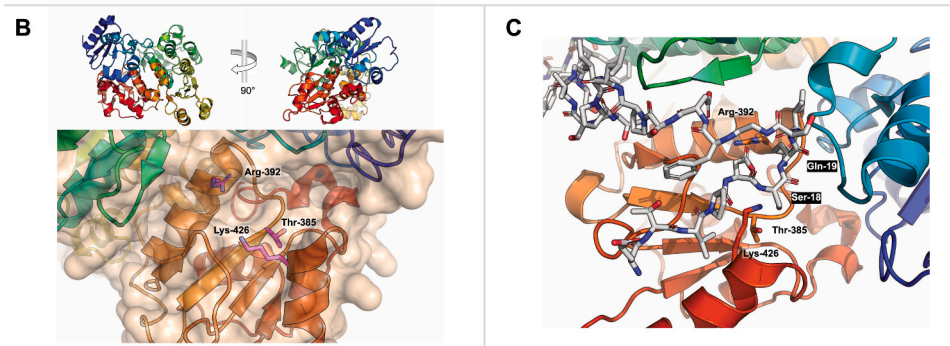 B
90°
Arg-392
Thr-385
Lys-426
C
Arg-392
Gln-19
Ser-18
Thr-385
Lys-426